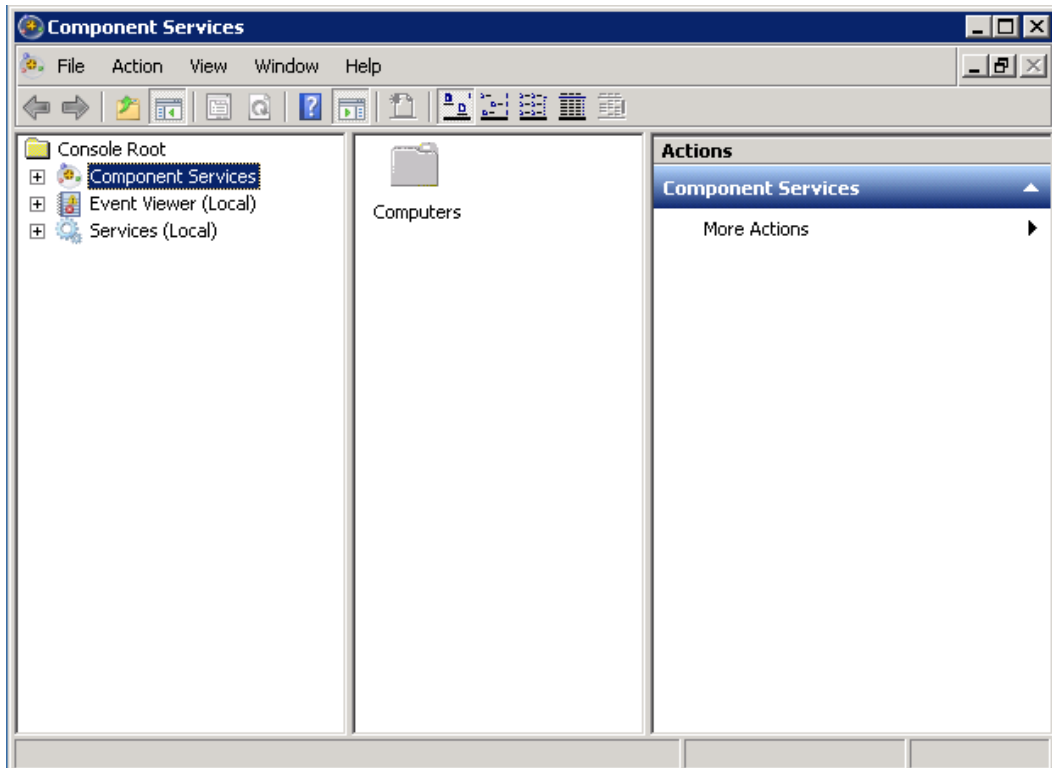 Component Services
File Action View Window Help
Console Root
Component Services
Event Viewer (Local)
Services (Local)
Computers
Actions
Component Services
More Actions